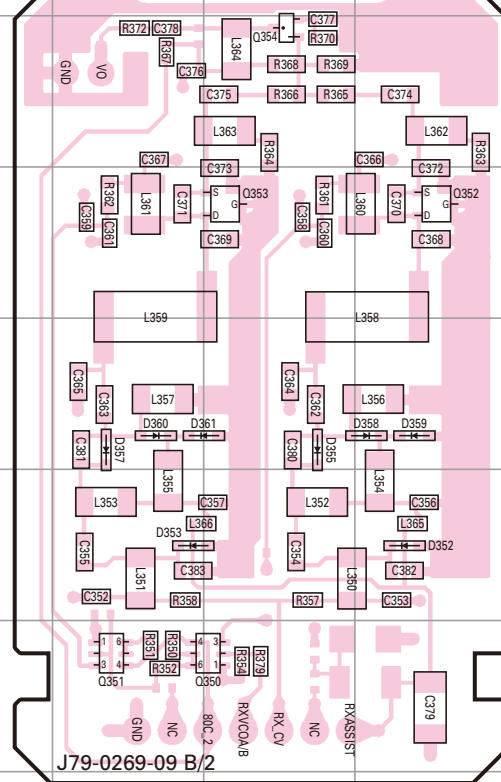 R372 C378
Q354
C377
R370
R367
L364
GND
VO
C376
R368
R369
C375
R366
R365
C374
L363
L362
R364
R363
C367
C373
C366
C372
R362
L361
C371
S
G
D
Q353
R361
L360
C370
S
G
D
Q352
C359
C361
C358
C360
C369
C368
L359
L358
C365
C363
C364
C362
L357
L356
D360
D361
D358
D359
C381
D357
C380
D355
L355
L354
L353
C357
L352
C356
L366
L365
C355
D353
C354
D352
L351
C383
L350
C382
C352
R358
R357
C353
1 6
3 4
Q351
R351
R350
R352
4 3
6 1
Q350
R354
R379
C379
GND
NC
80C_2
RXVCOA/B
RX_CV
NC
RXASSIST
J79-0269-09 B/2